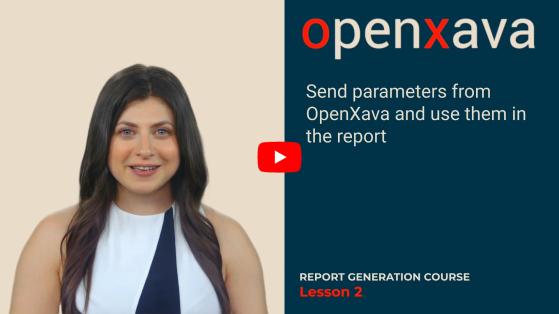 openxava
Send parameters from
OpenXava and use them in
the report
REPORT GENERATION COURSE
Lesson 2